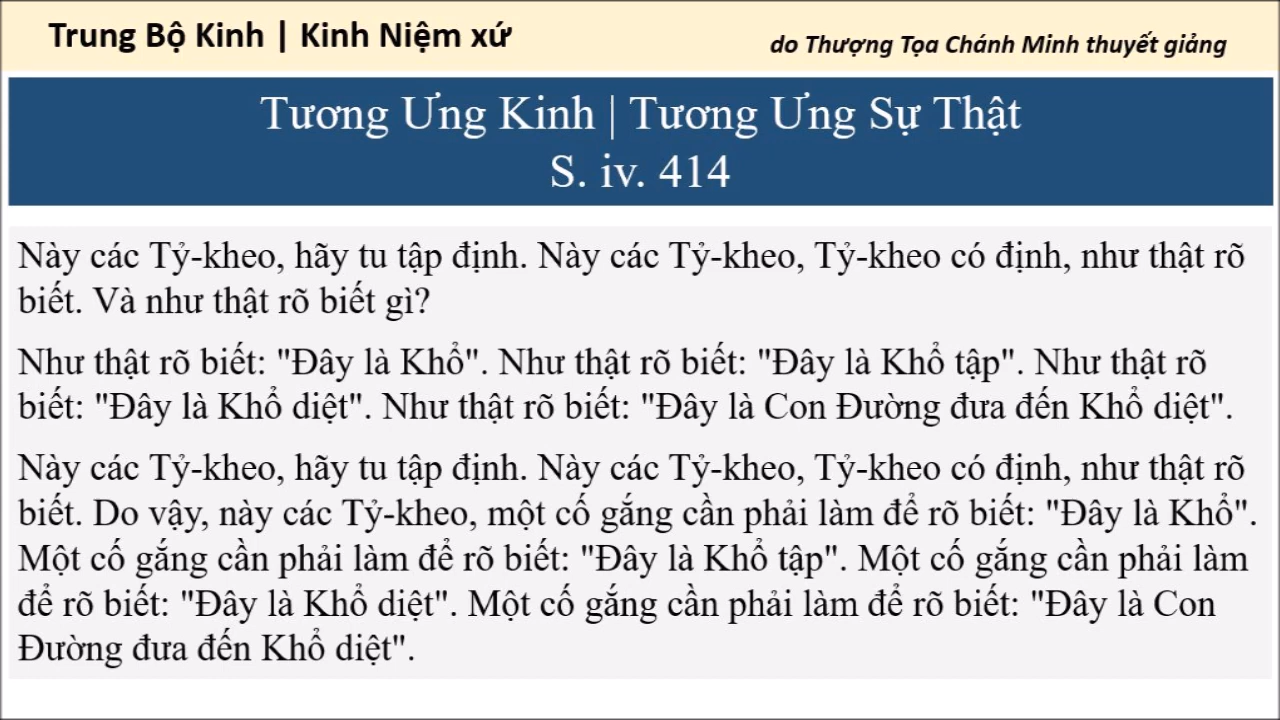 Trung Bộ Kinh | Kinh Niệm xứ
do Thượng Tọa Chánh Minh thuyết giảng
Tương Ưng Kinh | Tương Ưng Sự Thật
S. iv. 414
Này các Tỷ-kheo, hãy tu tập định. Này các Tỷ-kheo, Tỷ-kheo có định, như thật rõ
biết. Và như thật rõ biết gì?
Như thật rõ biết: "Đây là Khổ". Như thật rõ biết: "Đây là Khổ tập". Như thật rõ
biết: "Đây là Khổ diệt". Như thật rõ biết: "Đây là Con Đường đưa đến Khổ diệt".
Này các Tỷ-kheo, hãy tu tập định. Này các Tỷ-kheo, Tỷ-kheo có định, như thật rõ
biết. Do vậy, này các Tỷ-kheo, một cố gắng cần phải làm để rõ biết: "Đây là Khổ".
Một cố gắng cần phải làm để rõ biết: "Đây là Khổ tập". Một cố gắng cần phải làm
để rõ biết: "Đây là Khổ diệt". Một cố gắng cần phải làm để rõ biết: "Đây là Con
Đường đưa đến Khổ diệt".